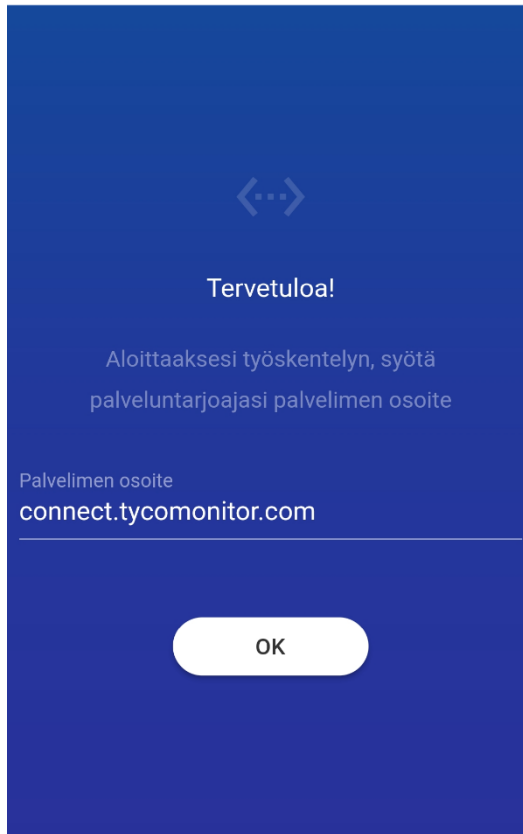 Tervetuloa!
Aloittaaksesi työskentelyn, syötä
palveluntarjoajasi palvelimen osoite
Palvelimen osoite
connect.tycomonitor.com
OK